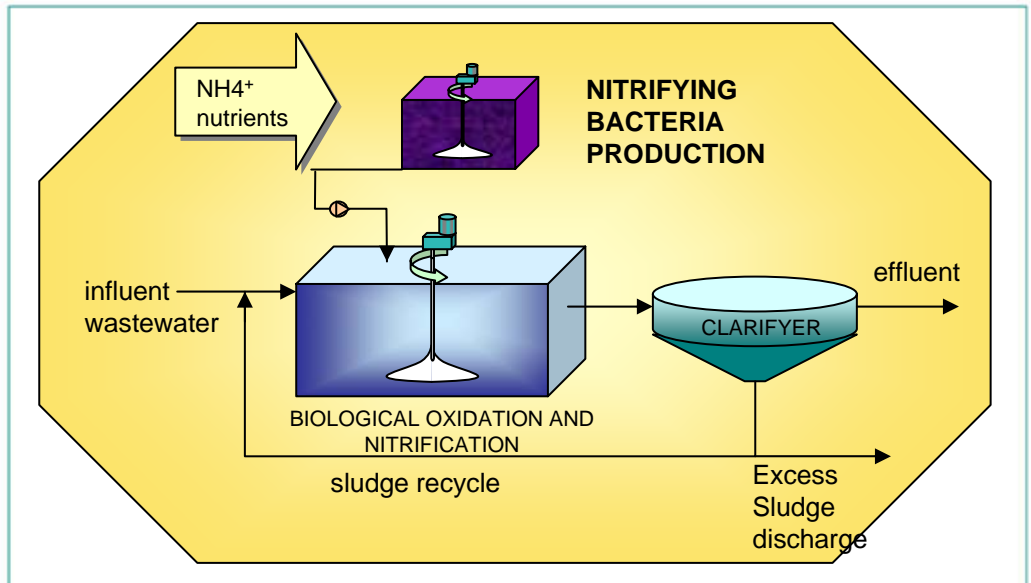 NH4+
nutrients
NITRIFYING
BACTERIA
PRODUCTION
influent
wastewater
effluent
CLARIFYER
BIOLOGICAL OXIDATION AND
NITRIFICATION
sludge recycle
Excess
Sludge
discharge